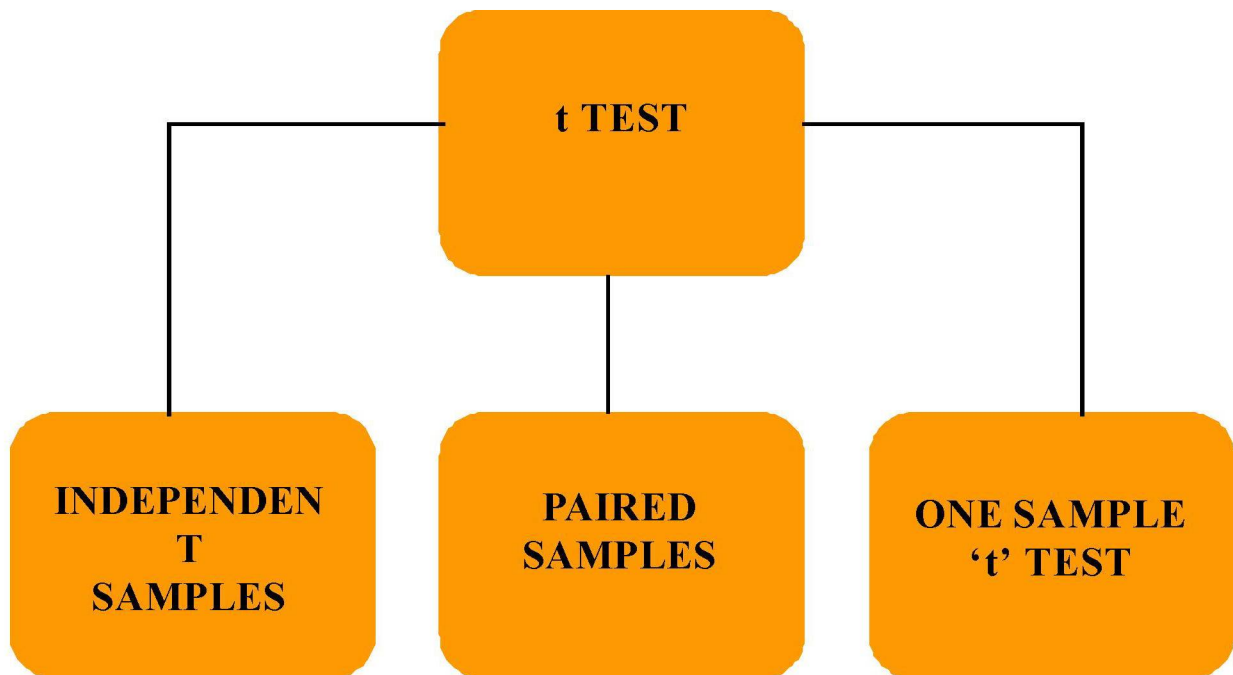 t TEST
INDEPENDEN
T
SAMPLES
PAIRED
SAMPLES
ONE SAMPLE
‘t’ TEST